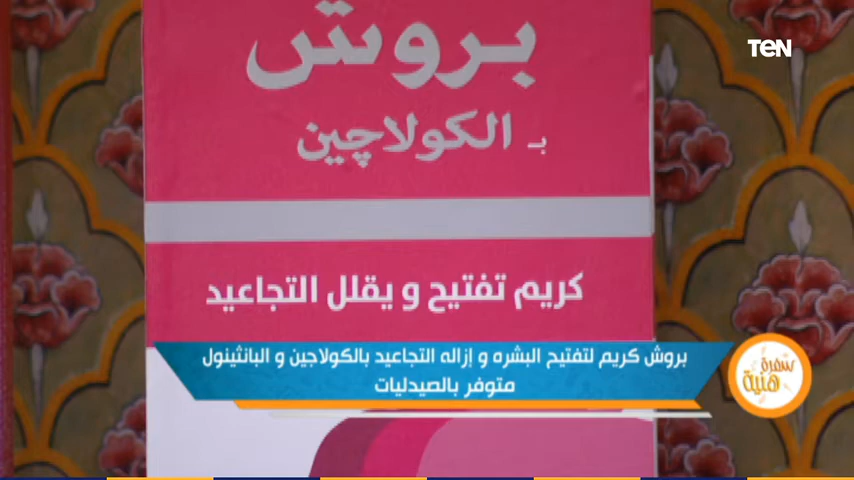 TEN
بروش
بـ الكولاچين
كريم تفتيح و يقلل التجاعيد
بروش كريم لتفتيح البشره و إزاله التجاعيد بالكولاجين و البانثينول
متوفر بالصيدليات
سفرة
هنية